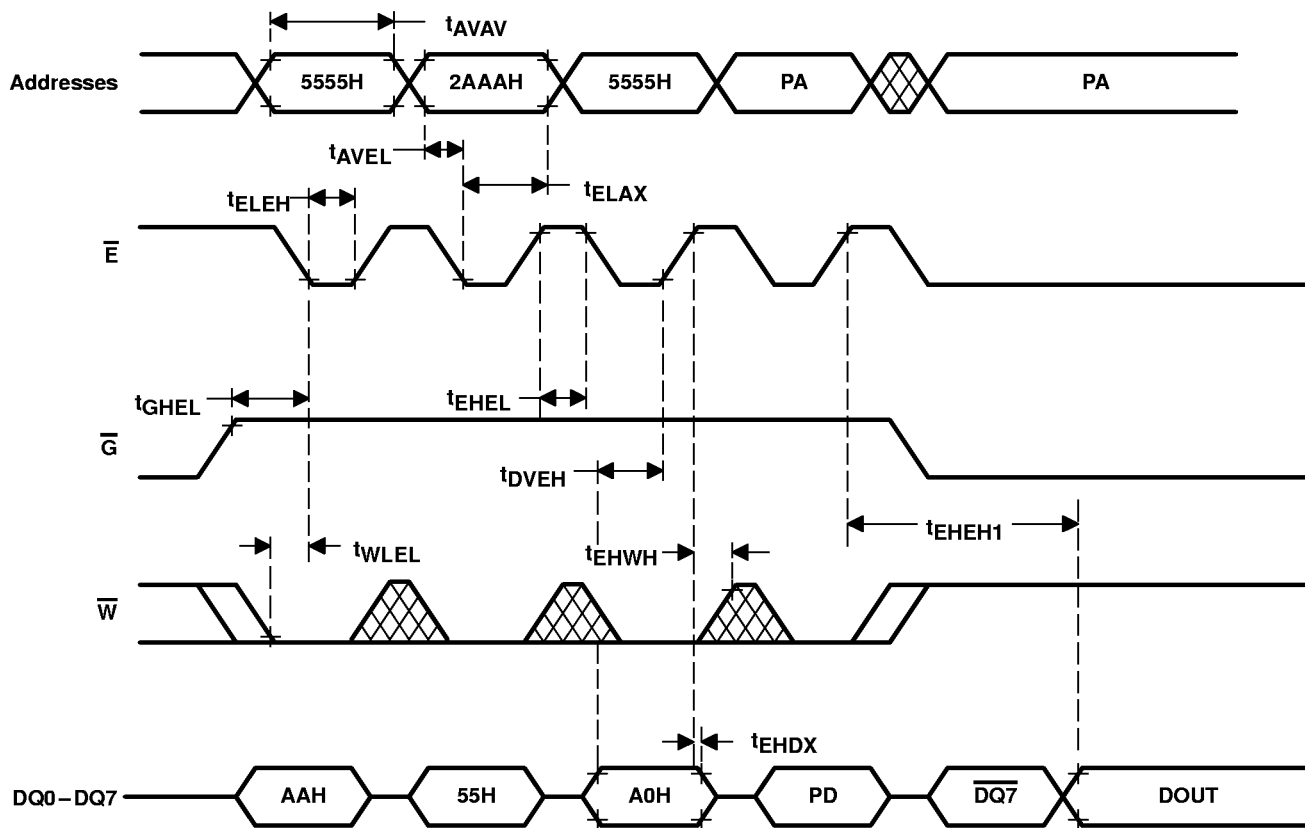 tAVAV
Addresses 5555H 2AAAH 5555H PA PA
tAVEL
tELAX
tELEH
E̅
tGHEL tEHEL
G̅
tDVEH
tEHEH1
tWLEL tEHWH
W̅
tEHDX
DQ0–DQ7 AAH 55H A0H PD D̅Q̅7̅ DOUT